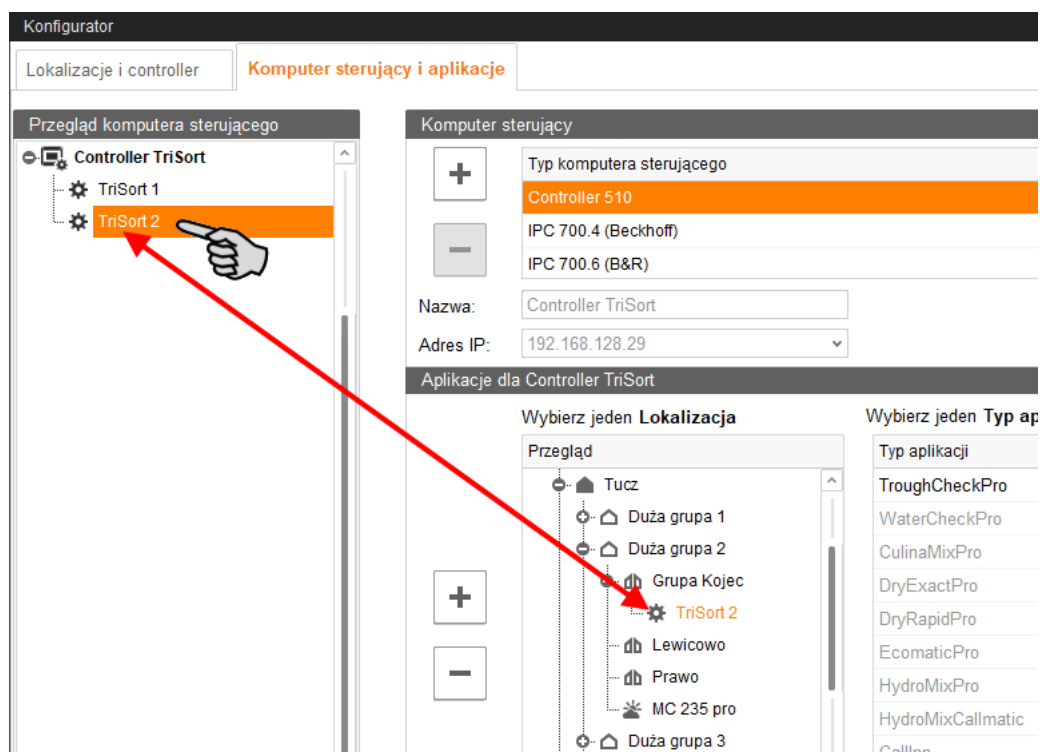 Konfigurator
Lokalizacje i controller
Komputer sterujący i aplikacje
Przegląd komputera sterującego
Controller TriSort
TriSort 1
TriSort 2
Komputer sterujący
Typ komputera sterującego
Controller 510
IPC 700.4 (Beckhoff)
IPC 700.6 (B&R)
Nazwa: Controller TriSort
Adres IP: 192.168.128.29
Aplikacje dla Controller TriSort
Wybierz jeden Lokalizacja
Przegląd
Tucz
Duża grupa 1
Duża grupa 2
Grupa Kojec
TriSort 2
Lewicowo
Prawo
MC 235 pro
Duża grupa 3
Wybierz jeden Typ ap
Typ aplikacji
TroughCheckPro
WaterCheckPro
CulinaMixPro
DryExactPro
DryRapidPro
EcomaticPro
HydroMixPro
HydroMixCallmatic